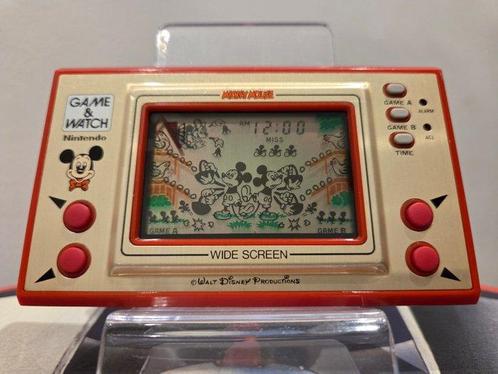 GAME
&
WATCH
Nintendo
MICKEY MOUSE
AM 12:00
MISS
GAME A
GAME B
WIDE SCREEN
© WALT DISNEY PRODUCTIONS
GAME A
ALARM
GAME B
ACL
TIME